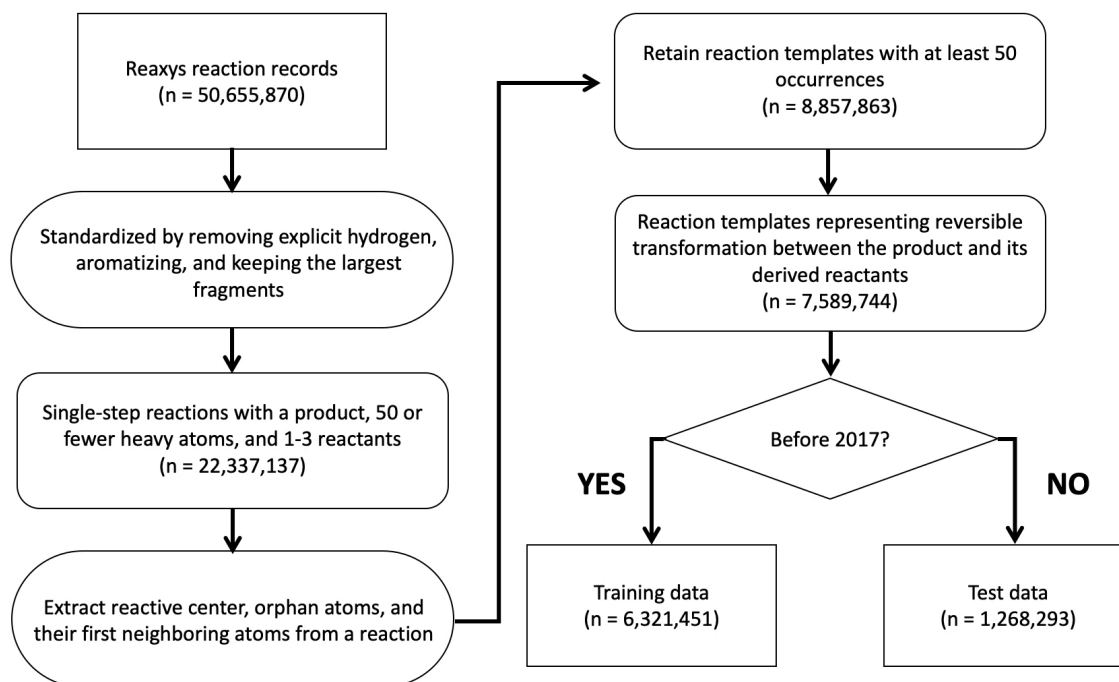 Reaxys reaction records
(n = 50,655,870)
Standardized by removing explicit hydrogen,
aromatizing, and keeping the largest
fragments
Single-step reactions with a product, 50 or
fewer heavy atoms, and 1-3 reactants
(n = 22,337,137)
Extract reactive center, orphan atoms, and
their first neighboring atoms from a reaction
Retain reaction templates with at least 50
occurrences
(n = 8,857,863)
Reaction templates representing reversible
transformation between the product and its
derived reactants
(n = 7,589,744)
Before 2017?
YES
NO
Training data
(n = 6,321,451)
Test data
(n = 1,268,293)